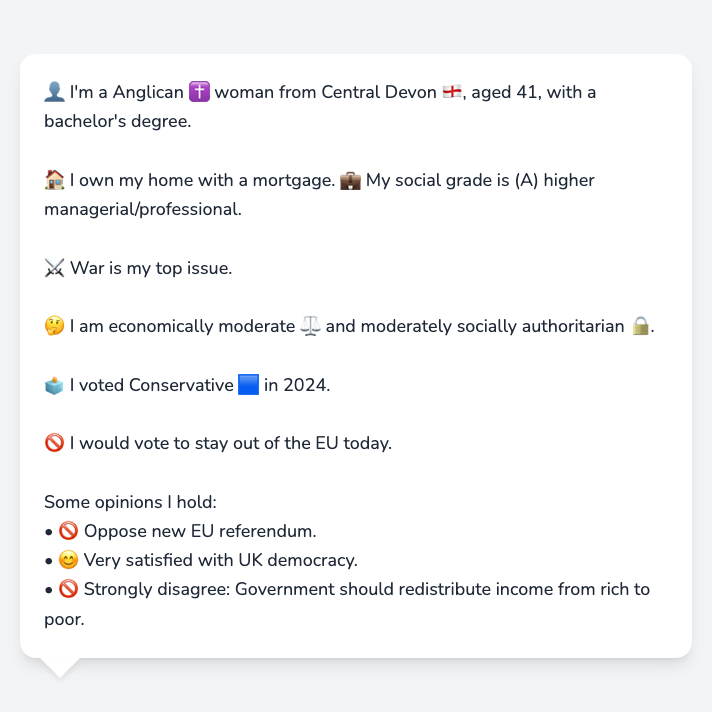 👤 I'm a Anglican ✝️ woman from Central Devon 🏴󠁧󠁢󠁥󠁮󠁧󠁿, aged 41, with a
bachelor's degree.
🏠 I own my home with a mortgage. 💼 My social grade is (A) higher
managerial/professional.
⚔️ War is my top issue.
🤔 I am economically moderate ⚖️ and moderately socially authoritarian 🔒.
🗳️ I voted Conservative 🟦 in 2024.
🚫 I would vote to stay out of the EU today.
Some opinions I hold:
• 🚫 Oppose new EU referendum.
• 😊 Very satisfied with UK democracy.
• 🚫 Strongly disagree: Government should redistribute income from rich to
poor.